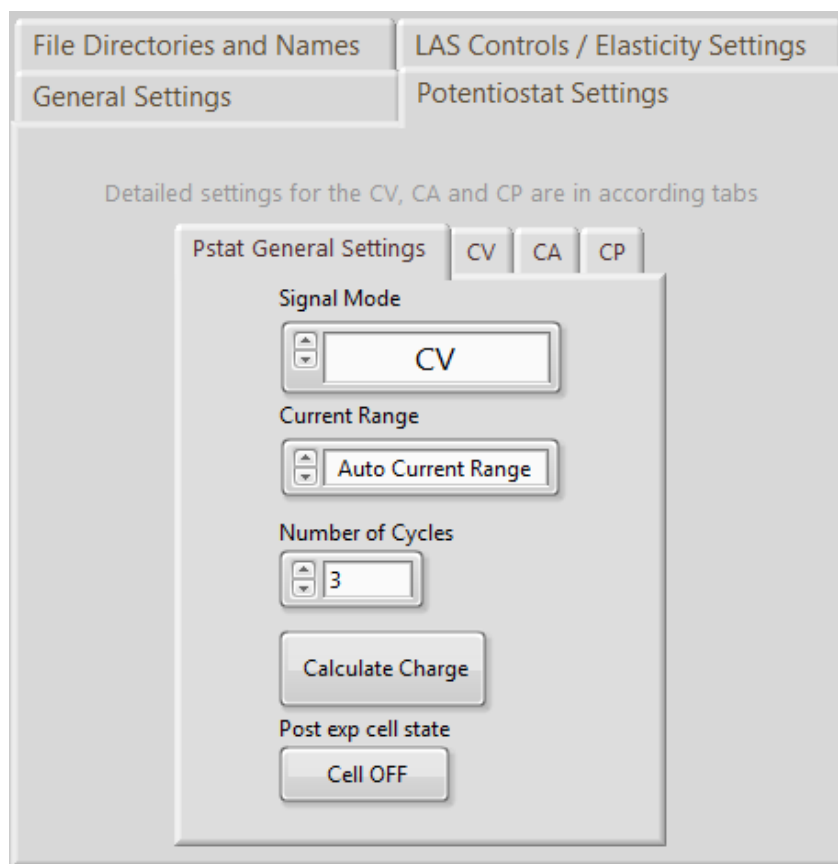 File Directories and Names
LAS Controls / Elasticity Settings
General Settings
Potentiostat Settings
Detailed settings for the CV, CA and CP are in according tabs
Pstat General Settings
CV
CA
CP
Signal Mode
CV
Current Range
Auto Current Range
Number of Cycles
3
Calculate Charge
Post exp cell state
Cell OFF